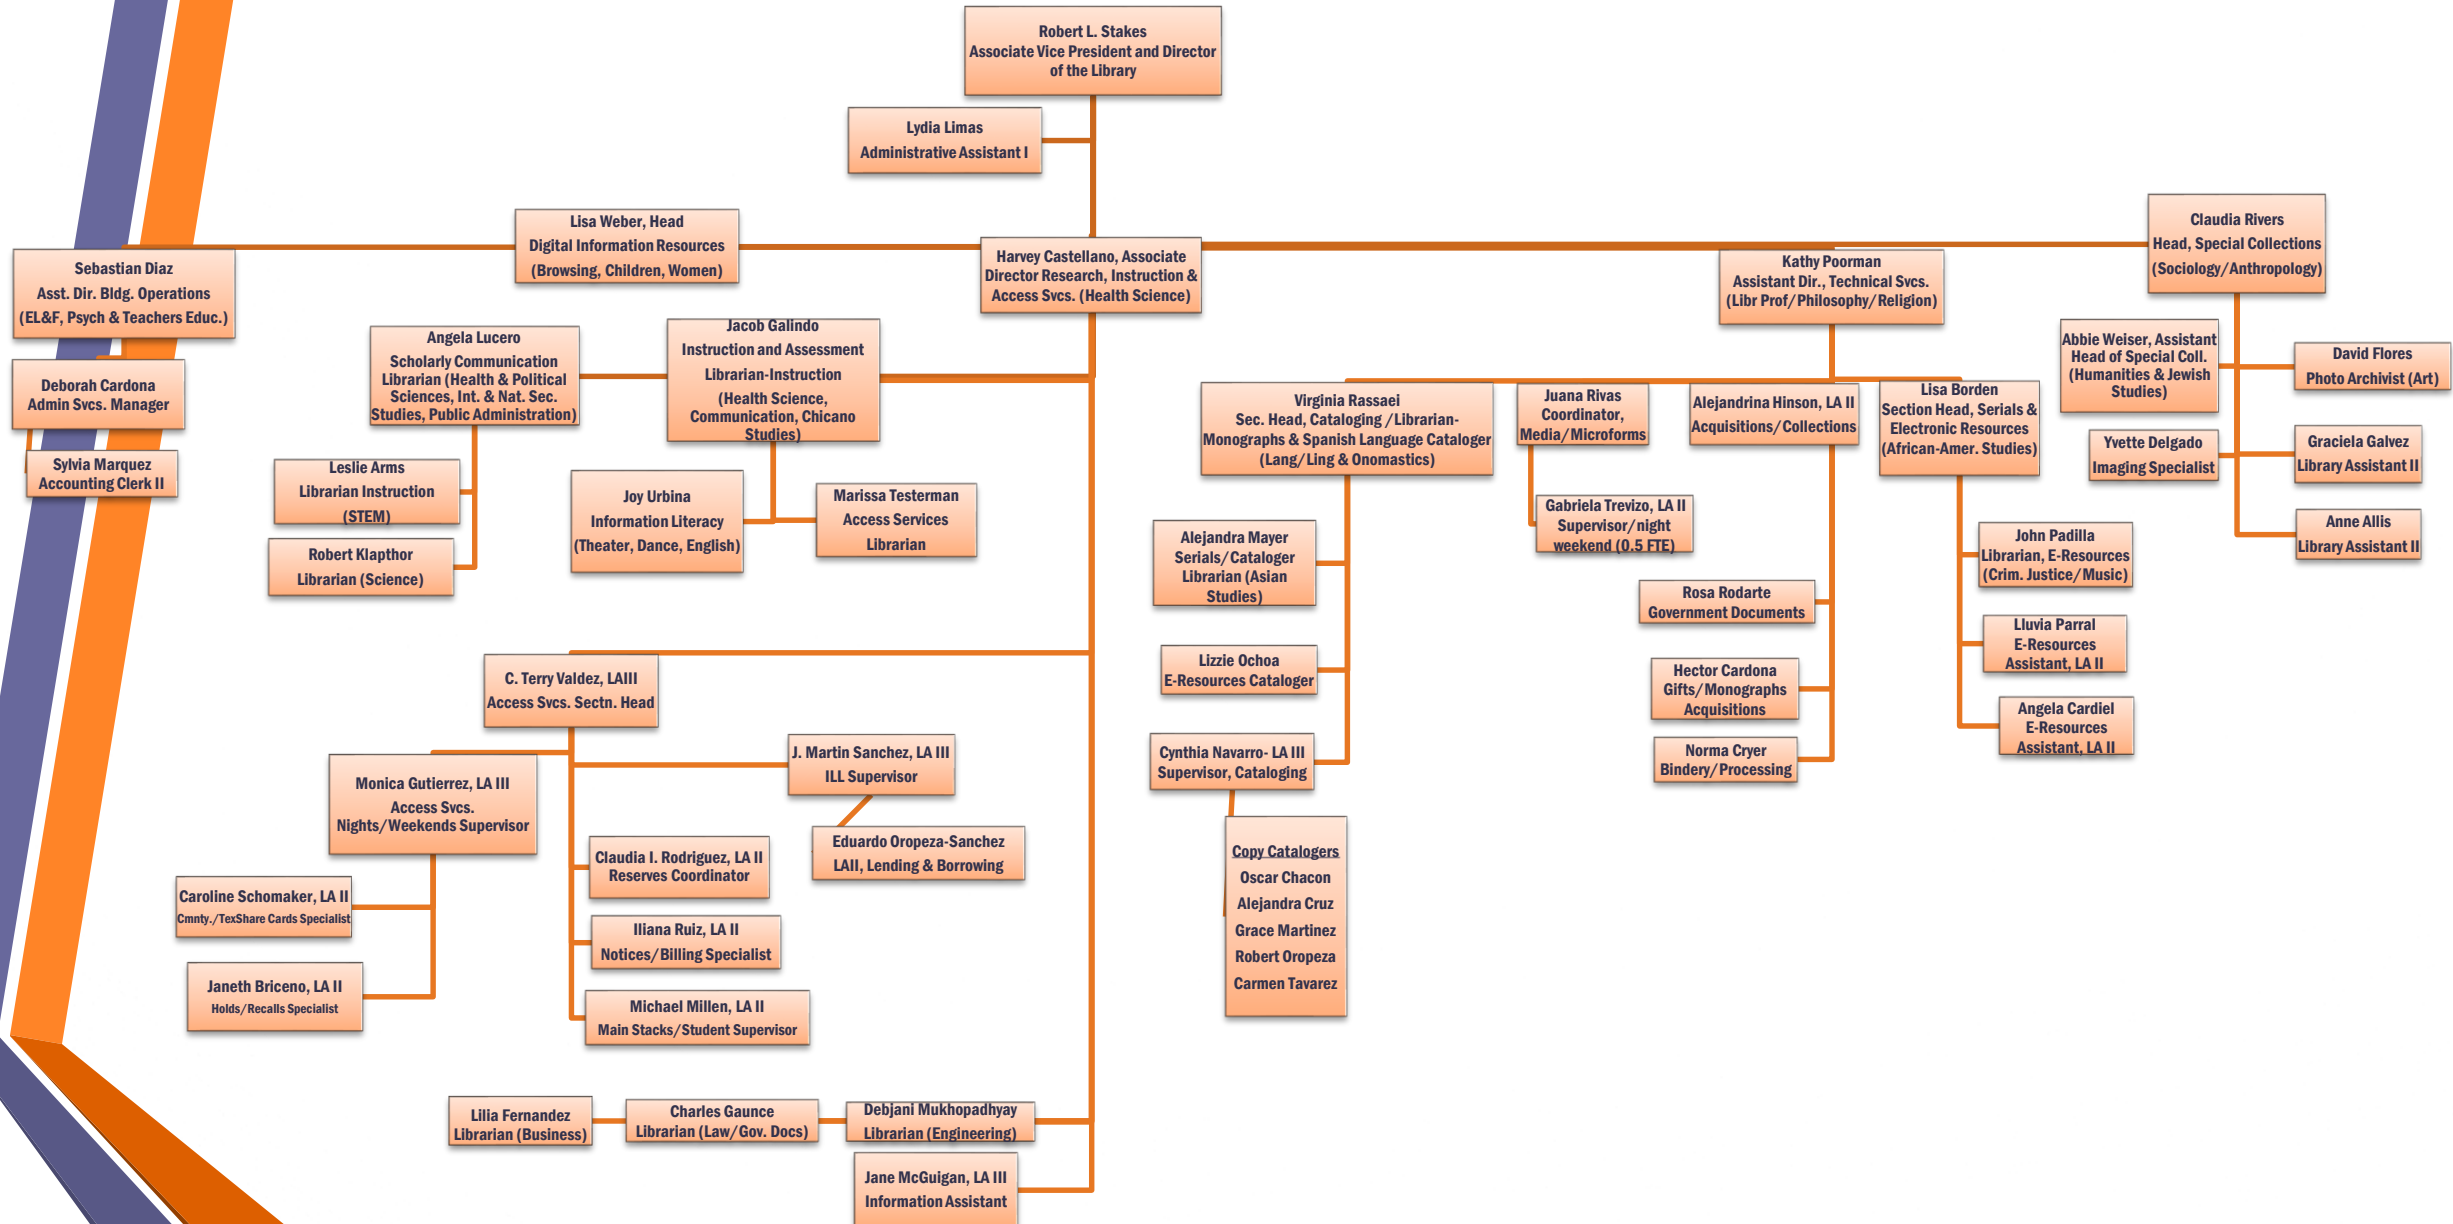 Robert L. Stakes
Associate Vice President and Director
of the Library
Lydia Limas
Administrative Assistant I
Lisa Weber, Head
Digital Information Resources
(Browsing, Children, Women)
Claudia Rivers
Head, Special Collections
(Sociology/Anthropology)
Sebastian Diaz
Asst. Dir. Bldg. Operations
(EL&F, Psych & Teachers Educ.)
Harvey Castellano, Associate
Director Research, Instruction &
Access Svcs. (Health Science)
Kathy Poorman
Assistant Dir., Technical Svcs.
(Libr Prof/Philosophy/Religion)
Deborah Cardona
Admin Svcs. Manager
Sylvia Marquez
Accounting Clerk II
Angela Lucero
Scholarly Communication
Librarian (Health & Political
Sciences, Int. & Nat. Sec.
Studies, Public Administration)
Jacob Galindo
Instruction and Assessment
Librarian-Instruction
(Health Science,
Communication, Chicano
Studies)
Leslie Arms
Librarian Instruction
(STEM)
Robert Klapthor
Librarian (Science)
Joy Urbina
Information Literacy
(Theater, Dance, English)
Marissa Testerman
Access Services
Librarian
Virginia Rassaei
Sec. Head, Cataloging /Librarian-
Monographs & Spanish Language Cataloger
(Lang/Ling & Onomastics)
Juana Rivas
Coordinator,
Media/Microforms
Alejandrina Hinson, LA II
Acquisitions/Collections
Lisa Borden
Section Head, Serials &
Electronic Resources
(African-Amer. Studies)
Abbie Weiser, Assistant
Head of Special Coll.
(Humanities & Jewish
Studies)
David Flores
Photo Archivist (Art)
Yvette Delgado
Imaging Specialist
Graciela Galvez
Library Assistant II
Anne Allis
Library Assistant II
Alejandra Mayer
Serials/Cataloger
Librarian (Asian
Studies)
Gabriela Trevizo, LA II
Supervisor/night
weekend (0.5 FTE)
John Padilla
Librarian, E-Resources
(Crim. Justice/Music)
Rosa Rodarte
Government Documents
Lluvia Parral
E-Resources
Assistant, LA II
Lizzie Ochoa
E-Resources Cataloger
Hector Cardona
Gifts/Monographs
Acquisitions
Angela Cardiel
E-Resources
Assistant, LA II
Cynthia Navarro- LA III
Supervisor, Cataloging
Norma Cryer
Bindery/Processing
Copy Catalogers
Oscar Chacon
Alejandra Cruz
Grace Martinez
Robert Oropeza
Carmen Tavarez
C. Terry Valdez, LAIII
Access Svcs. Sectn. Head
Monica Gutierrez, LA III
Access Svcs.
Nights/Weekends Supervisor
J. Martin Sanchez, LA III
ILL Supervisor
Eduardo Oropeza-Sanchez
LAII, Lending & Borrowing
Claudia I. Rodriguez, LA II
Reserves Coordinator
Caroline Schomaker, LA II
Cmnty./TexShare Cards Specialist
Iliana Ruiz, LA II
Notices/Billing Specialist
Janeth Briceno, LA II
Holds/Recalls Specialist
Michael Millen, LA II
Main Stacks/Student Supervisor
Lilia Fernandez
Librarian (Business)
Charles Gaunce
Librarian (Law/Gov. Docs)
Debjani Mukhopadhyay
Librarian (Engineering)
Jane McGuigan, LA III
Information Assistant